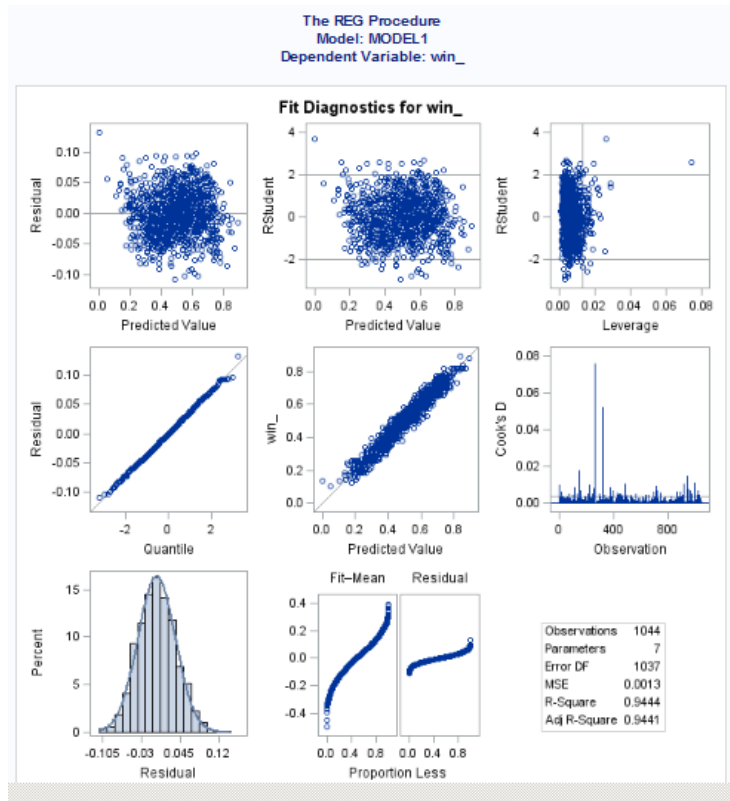 The REG Procedure
Model: MODEL1
Dependent Variable: win_
Fit Diagnostics for win_
Residual
0.10
0.05
0.00
-0.05
-0.10
0.0 0.2 0.4 0.6 0.8
Predicted Value
RStudent
4
2
0
-2
0.0 0.2 0.4 0.6 0.8
Predicted Value
RStudent
4
2
0
-2
0.00 0.02 0.04 0.06 0.08
Leverage
Residual
0.10
0.05
0.00
-0.05
-0.10
-2 0 2
Quantile
win_
0.8
0.6
0.4
0.2
0.0
0.0 0.2 0.4 0.6 0.8
Predicted Value
Cook's D
0.08
0.06
0.04
0.02
0.00
0 400 800
Observation
Percent
15
10
5
0
-0.105 -0.03 0.045 0.12
Residual
Fit–Mean Residual
0.4
0.2
0.0
-0.2
-0.4
0.0 0.4 0.8 0.0 0.4 0.8
Proportion Less
Observations 1044
Parameters 7
Error DF 1037
MSE 0.0013
R-Square 0.9444
Adj R-Square 0.9441